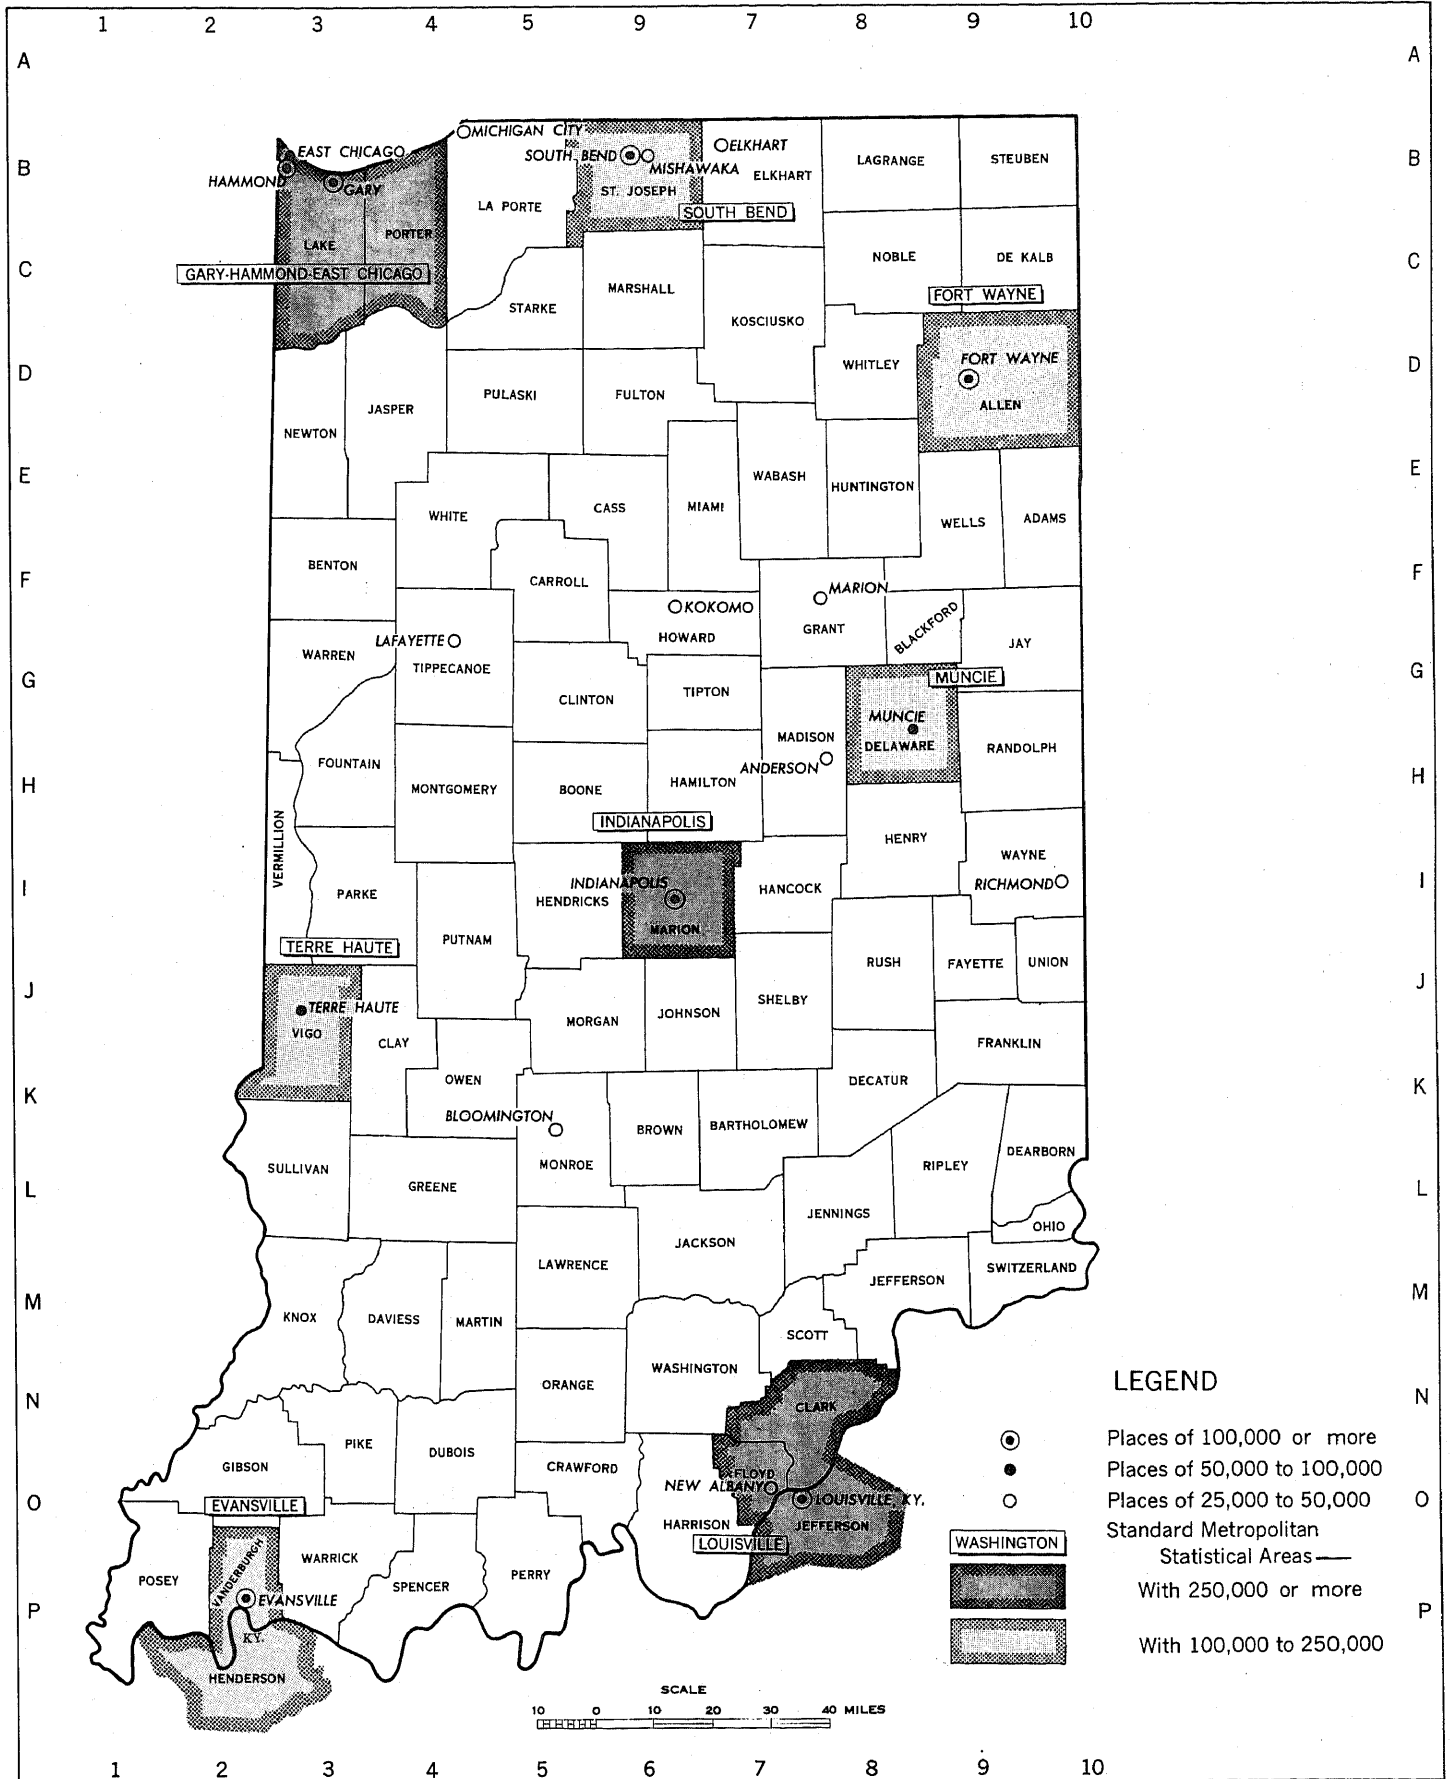 1 2 3 4 5 6 7 8 9 10
A A
MICHIGAN CITY
EAST CHICAGO SOUTH BEND ELKHART
B LAGRANGE STEUBEN B
HAMMOND GARY MISHAWAKA ELKHART
LA PORTE ST. JOSEPH
SOUTH BEND
LAKE PORTER
C GARY-HAMMOND-EAST CHICAGO NOBLE DE KALB C
MARSHALL FORT WAYNE
STARKE KOSCIUSKO
D WHITLEY FORT WAYNE D
PULASKI FULTON
JASPER ALLEN
NEWTON
E WABASH HUNTINGTON E
WHITE CASS MIAMI WELLS ADAMS
F BENTON CARROLL F
MARION
KOKOMO BLACKFORD
LAFAYETTE HOWARD GRANT JAY
WARREN TIPPECANOE
G MUNCIE G
CLINTON TIPTON
MUNCIE
MADISON DELAWARE RANDOLPH
FOUNTAIN ANDERSON
H MONTGOMERY BOONE HAMILTON H
INDIANAPOLIS
VERMILLION HENRY WAYNE
I INDIANAPOLIS RICHMOND I
PARKE HENDRICKS HANCOCK
MARION
TERRE HAUTE PUTNAM
RUSH FAYETTE UNION
J J
TERRE HAUTE SHELBY
VIGO MORGAN JOHNSON
CLAY FRANKLIN
OWEN DECATUR
K K
BLOOMINGTON BROWN BARTHOLOMEW
SULLIVAN MONROE RIPLEY DEARBORN
L GREENE L
JENNINGS OHIO
JACKSON
LAWRENCE JEFFERSON SWITZERLAND
M M
KNOX DAVIESS MARTIN
SCOTT
WASHINGTON
ORANGE LEGEND
N CLARK N
PIKE DUBOIS Places of 100,000 or more
GIBSON CRAWFORD FLOYD Places of 50,000 to 100,000
NEW ALBANY
O EVANSVILLE LOUISVILLE, KY. Places of 25,000 to 50,000 O
HARRISON JEFFERSON Standard Metropolitan
LOUISVILLE WASHINGTON Statistical Areas—
WARRICK
POSEY VANDERBURGH SPENCER PERRY With 250,000 or more
P EVANSVILLE P
KY. With 100,000 to 250,000
HENDERSON
SCALE
10 0 10 20 30 40 MILES
1 2 3 4 5 6 7 8 9 10